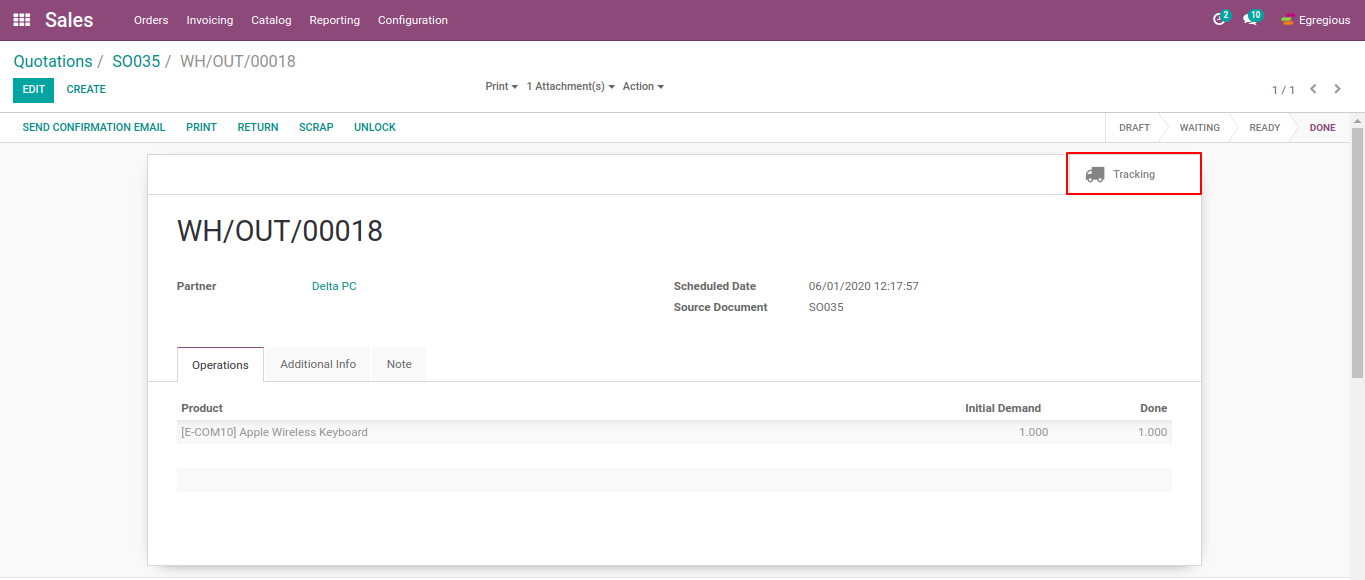 Sales Orders Invoicing Catalog Reporting Configuration 2 10 Egregious
Quotations / SO035 / WH/OUT/00018
EDIT CREATE Print 1 Attachment(s) Action 1 / 1
SEND CONFIRMATION EMAIL PRINT RETURN SCRAP UNLOCK DRAFT WAITING READY DONE
Tracking
WH/OUT/00018
Partner Delta PC Scheduled Date 06/01/2020 12:17:57
Source Document SO035
Operations Additional Info Note
Product Initial Demand Done
[E-COM10] Apple Wireless Keyboard 1.000 1.000